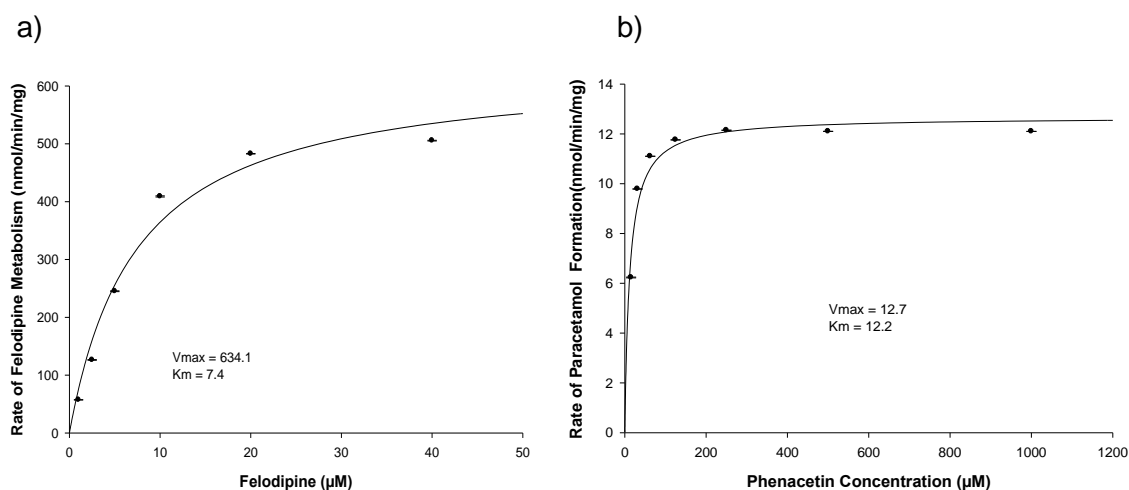 a)
b)
Rate of Felodipine Metabolism (nmol/min/mg)
600
500
400
300
200
100
0
Vmax = 634.1
Km = 7.4
0 10 20 30 40 50
Felodipine (µM)
Rate of Paracetamol Formation(nmol/min/mg)
14
12
10
8
6
4
2
0
Vmax = 12.7
Km = 12.2
0 200 400 600 800 1000 1200
Phenacetin Concentration (µM)